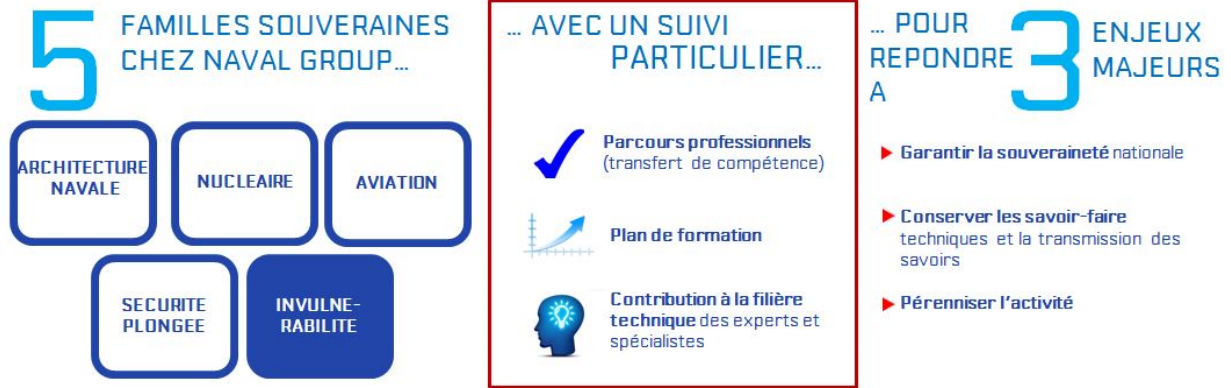 5 FAMILLES SOUVERAINES
CHEZ NAVAL GROUP...
ARCHITECTURE
NAVALE
NUCLEAIRE
AVIATION
SECURITE
PLONGEE
INVULNE-
RABILITE
... AVEC UN SUIVI
PARTICULIER...
Parcours professionnels
(transfert de compétence)
Plan de formation
Contribution à la filière
technique des experts et
spécialistes
... POUR
REPONDRE
A
3 ENJEUX
MAJEURS
Garantir la souveraineté nationale
Conserver les savoir-faire
techniques et la transmission des
savoirs
Pérenniser l'activité